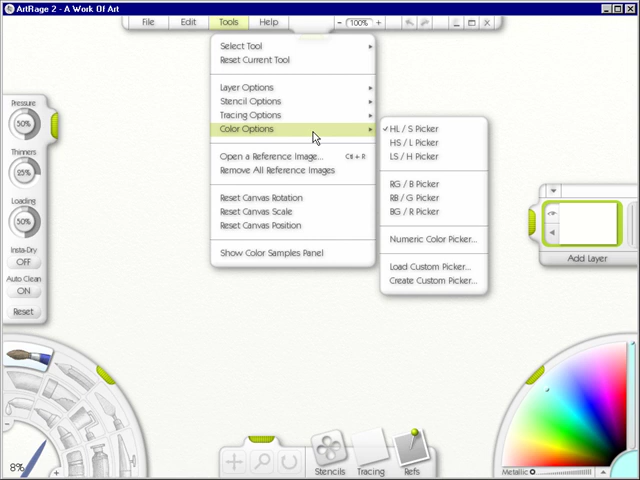 ArtRage 2 - A Work Of Art
File Edit Tools Help - 100% +
Select Tool
Reset Current Tool
Layer Options
Stencil Options
Tracing Options
Color Options
Open a Reference Image... Ctl + R
Remove All Reference Images
Reset Canvas Rotation
Reset Canvas Scale
Reset Canvas Position
Show Color Samples Panel
HL / S Picker
HS / L Picker
LS / H Picker
RG / B Picker
RB / G Picker
BG / R Picker
Numeric Color Picker...
Load Custom Picker...
Create Custom Picker...
Pressure
50%
Thinners
25%
Loading
50%
Insta-Dry
OFF
Auto Clean
ON
Reset
Add Layer
8%
Stencils Tracing Refs
Metallic